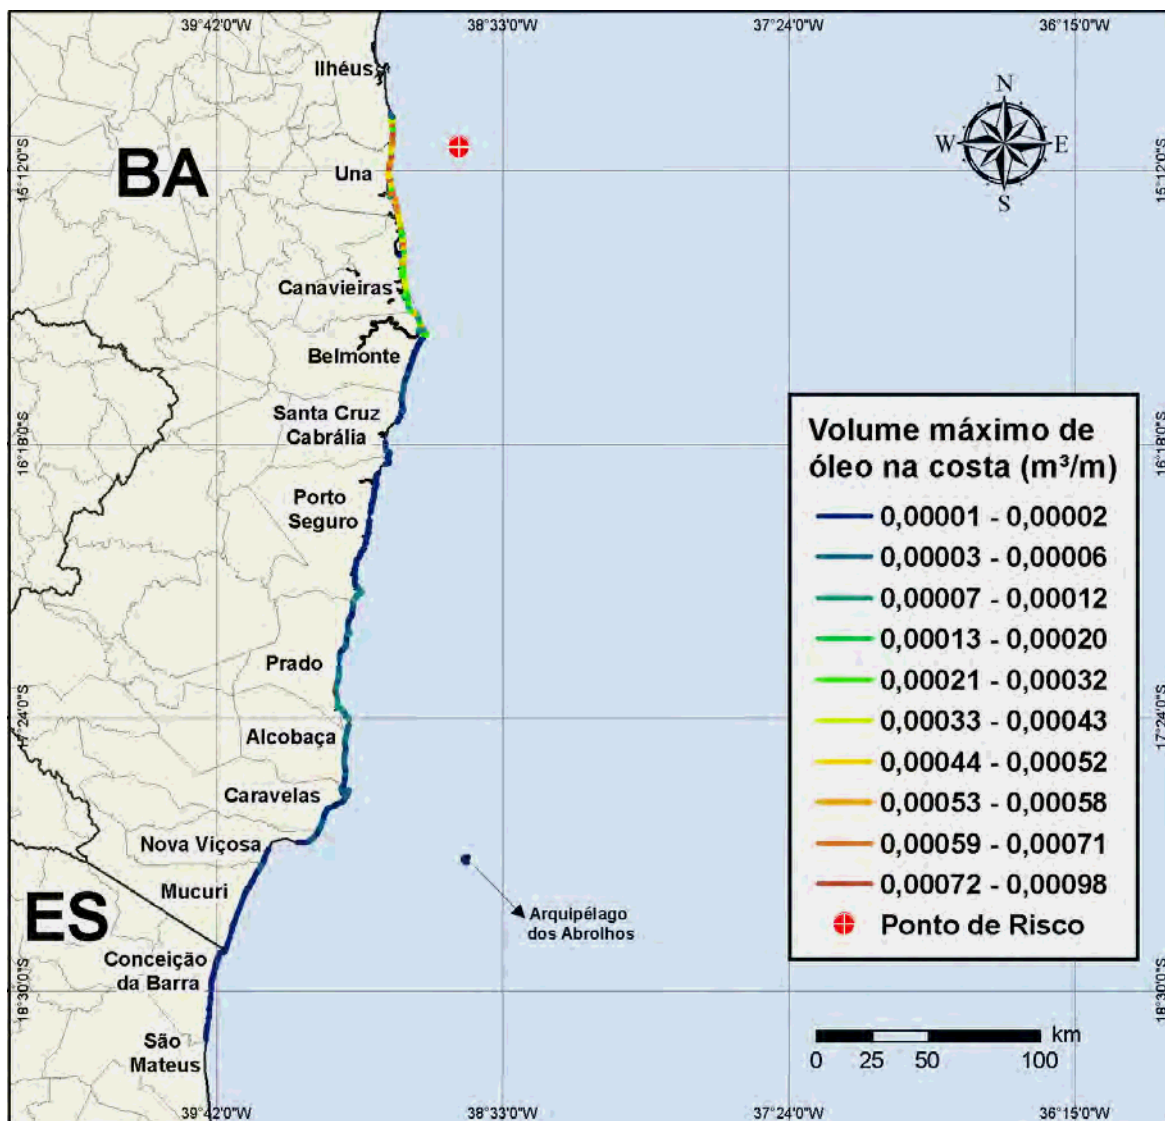 39°42'0"W
38°33'0"W
37°24'0"W
36°15'0"W
Ilhéus
N
W
E
S
15°12'0"S
15°12'0"S
BA
Una
Canavieiras
Belmonte
Santa Cruz
Cabrália
16°18'0"S
16°18'0"S
Porto
Seguro
Prado
17°24'0"S
17°24'0"S
Alcobaça
Caravelas
Nova Viçosa
Mucuri
ES
Arquipélago
dos Abrolhos
Conceição
da Barra
18°30'0"S
18°30'0"S
São
Mateus
Volume máximo de
óleo na costa (m³/m)
0,00001 - 0,00002
0,00003 - 0,00006
0,00007 - 0,00012
0,00013 - 0,00020
0,00021 - 0,00032
0,00033 - 0,00043
0,00044 - 0,00052
0,00053 - 0,00058
0,00059 - 0,00071
0,00072 - 0,00098
Ponto de Risco
km
0 25 50 100
39°42'0"W
38°33'0"W
37°24'0"W
36°15'0"W